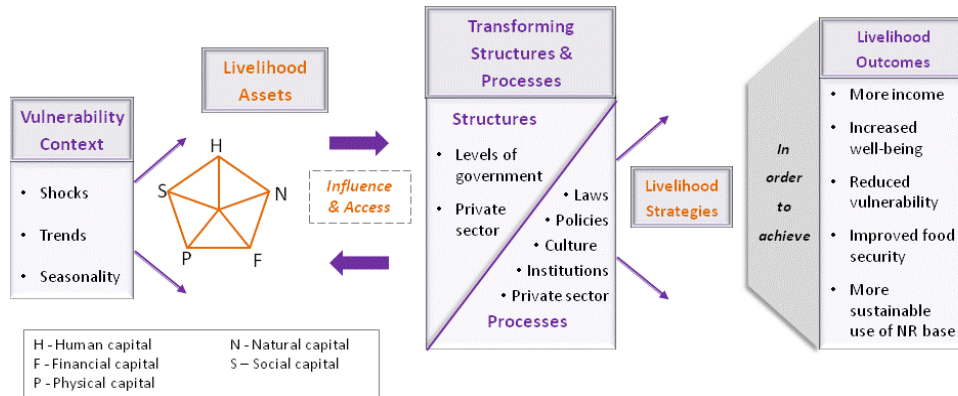 Vulnerability
Context
• Shocks
• Trends
• Seasonality
Livelihood
Assets
H
S
N
P
F
Influence
& Access
Transforming
Structures &
Processes
Structures
• Levels of
government
• Private
sector
• Laws
• Policies
• Culture
• Institutions
• Private sector
Processes
Livelihood
Strategies
In
order
to
achieve
Livelihood
Outcomes
• More income
• Increased
well-being
• Reduced
vulnerability
• Improved food
security
• More
sustainable
use of NR base
H - Human capital
N - Natural capital
F - Financial capital
S – Social capital
P - Physical capital